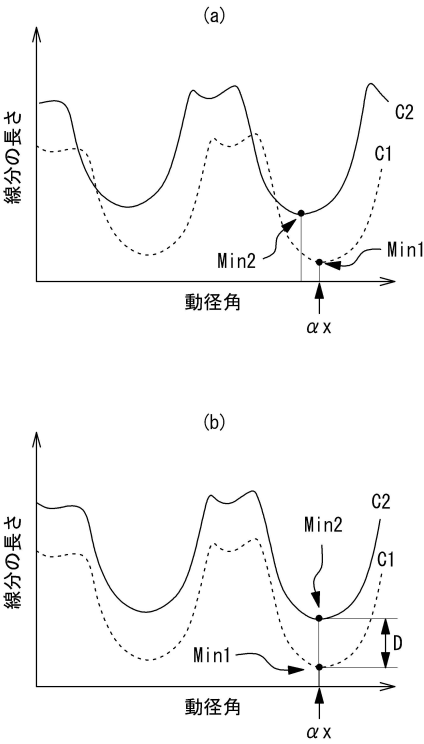 (a)
線分の長さ
C2
C1
Min2
Min1
動径角
αx
(b)
線分の長さ
C2
Min2
C1
D
Min1
動径角
αx